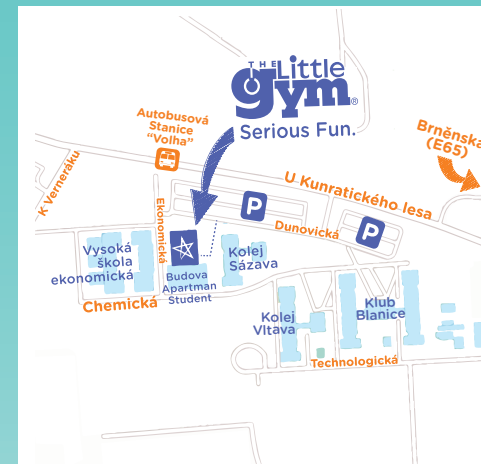 THE
Little
gym®
Serious Fun.
Autobusová
Stanice
"Volha"
Brněnská
(E65)
K Verneráku
U Kunratického lesa
P
Ekonomická
Dunovická
P
Vysoká
škola
ekonomická
Kolej
Sázava
Budova
Apartman
Student
Chemická
Kolej
Vltava
Klub
Blanice
Technologická